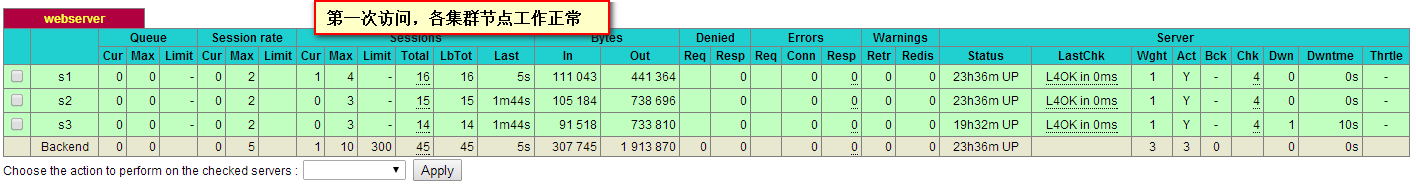 webserver
第一次访问，各集群节点工作正常
Queue Session rate Sessions Bytes Denied Errors Warnings Server
Cur Max Limit Cur Max Limit Cur Max Limit Total LbTot Last In Out Req Resp Req Conn Resp Retr Redis Status LastChk Wght Act Bck Chk Dwn Dwntme Thrtle
s1 0 0 - 0 2 1 4 - 16 16 5s 111 043 441 364 0 0 0 0 0 23h36m UP L4OK in 0ms 1 Y - 4 0 0s -
s2 0 0 - 0 2 0 3 - 15 15 1m44s 105 184 738 696 0 0 0 0 0 23h36m UP L4OK in 0ms 1 Y - 4 0 0s -
s3 0 0 - 0 2 0 3 - 14 14 1m44s 91 518 733 810 0 0 0 0 0 19h32m UP L4OK in 0ms 1 Y - 4 1 10s -
Backend 0 0 0 5 1 10 300 45 45 5s 307 745 1 913 870 0 0 0 0 0 0 23h36m UP 3 3 0 0 0s
Choose the action to perform on the checked servers : Apply